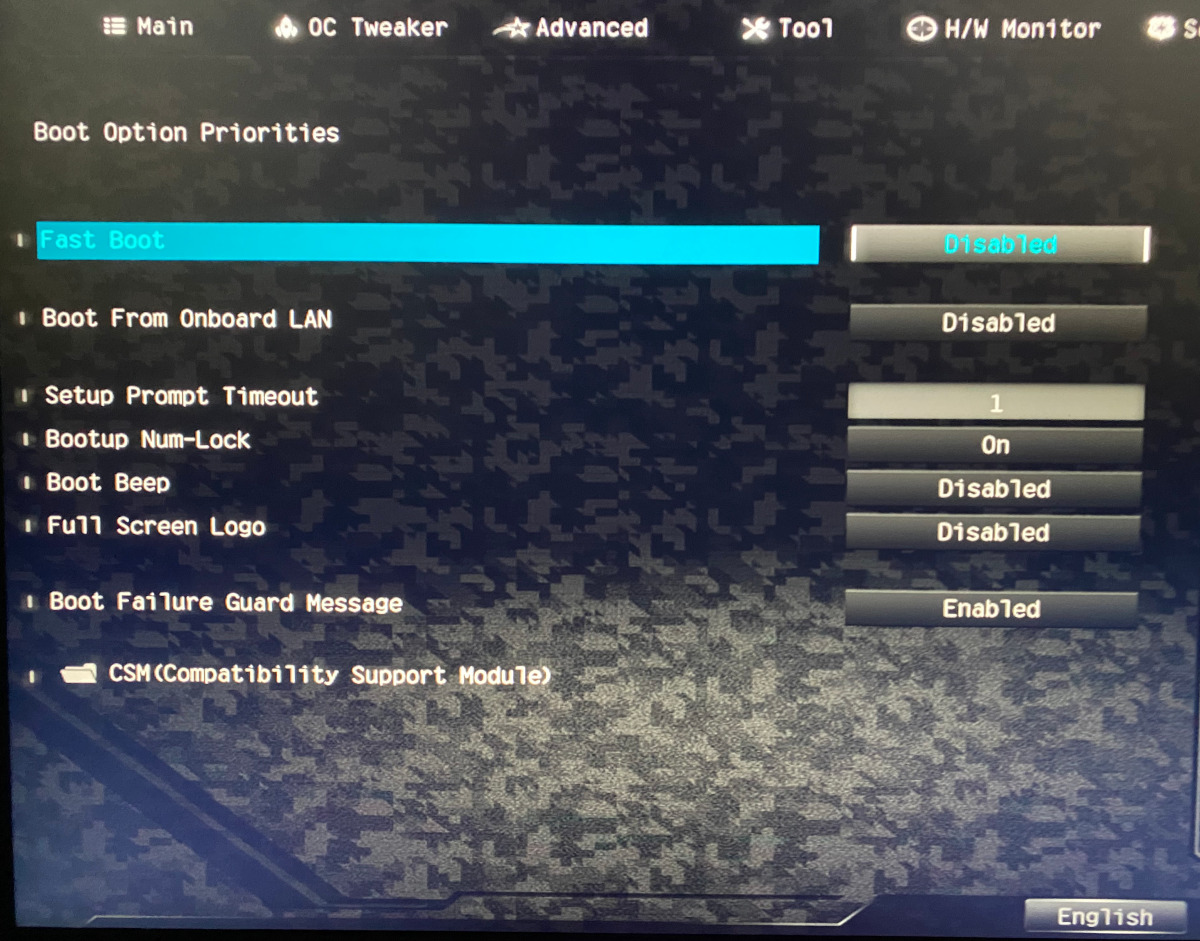 Main OC Tweaker Advanced Tool H/W Monitor
Boot Option Priorities
Fast Boot Disabled
Boot From Onboard LAN Disabled
Setup Prompt Timeout 1
Bootup Num-Lock On
Boot Beep Disabled
Full Screen Logo Disabled
Boot Failure Guard Message Enabled
CSM(Compatibility Support Module)
English